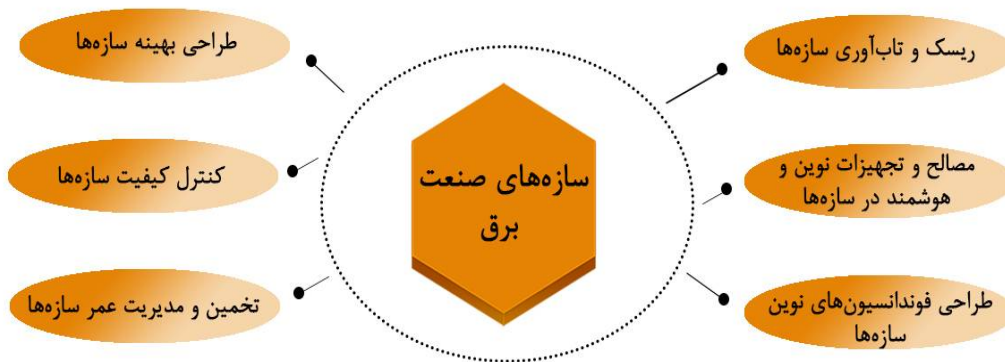 ریسک و تاب‌آوری سازه‌ها
مصالح و تجهیزات نوین و
هوشمند در سازه‌ها
طراحی فوندانسیون‌های نوین
سازه‌ها
سازه‌های صنعت
برق
طراحی بهینه سازه‌ها
کنترل کیفیت سازه‌ها
تخمین و مدیریت عمر سازه‌ها